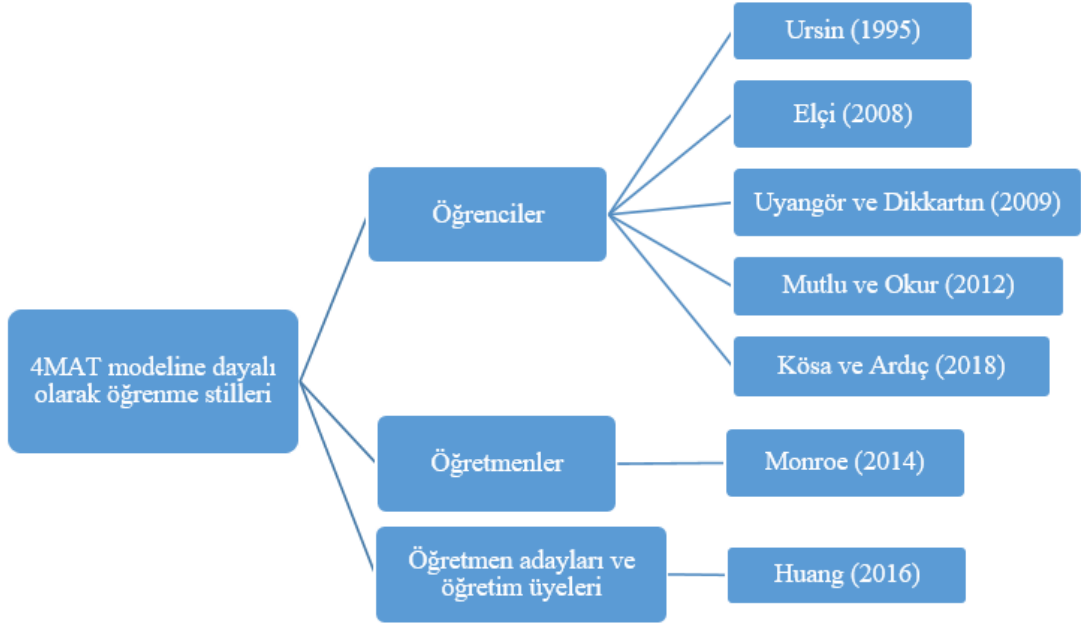 4MAT modeline dayalı
olarak öğrenme stilleri
Öğrenciler
Ursin (1995)
Elçi (2008)
Uyangör ve Dikkartın (2009)
Mutlu ve Okur (2012)
Kösa ve Ardıç (2018)
Öğretmenler
Monroe (2014)
Öğretmen adayları ve
öğretim üyeleri
Huang (2016)